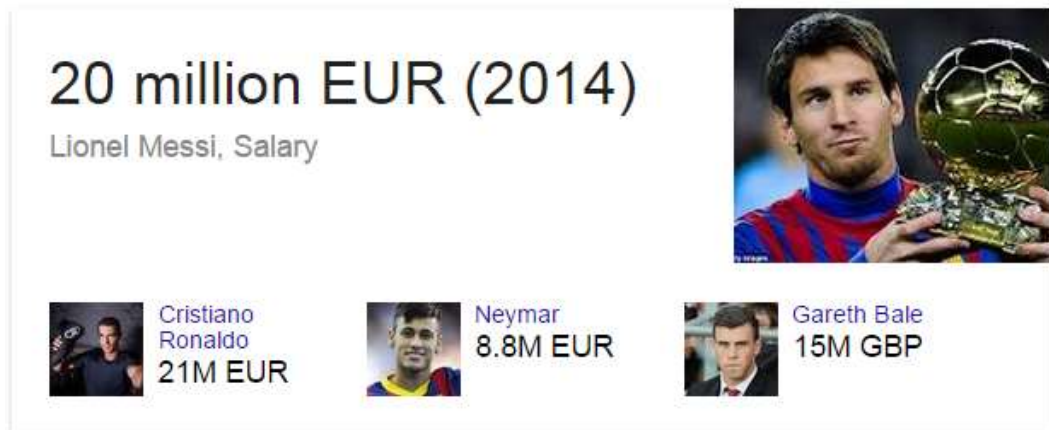 20 million EUR (2014)
Lionel Messi, Salary
Cristiano
Ronaldo
21M EUR
Neymar
8.8M EUR
Gareth Bale
15M GBP